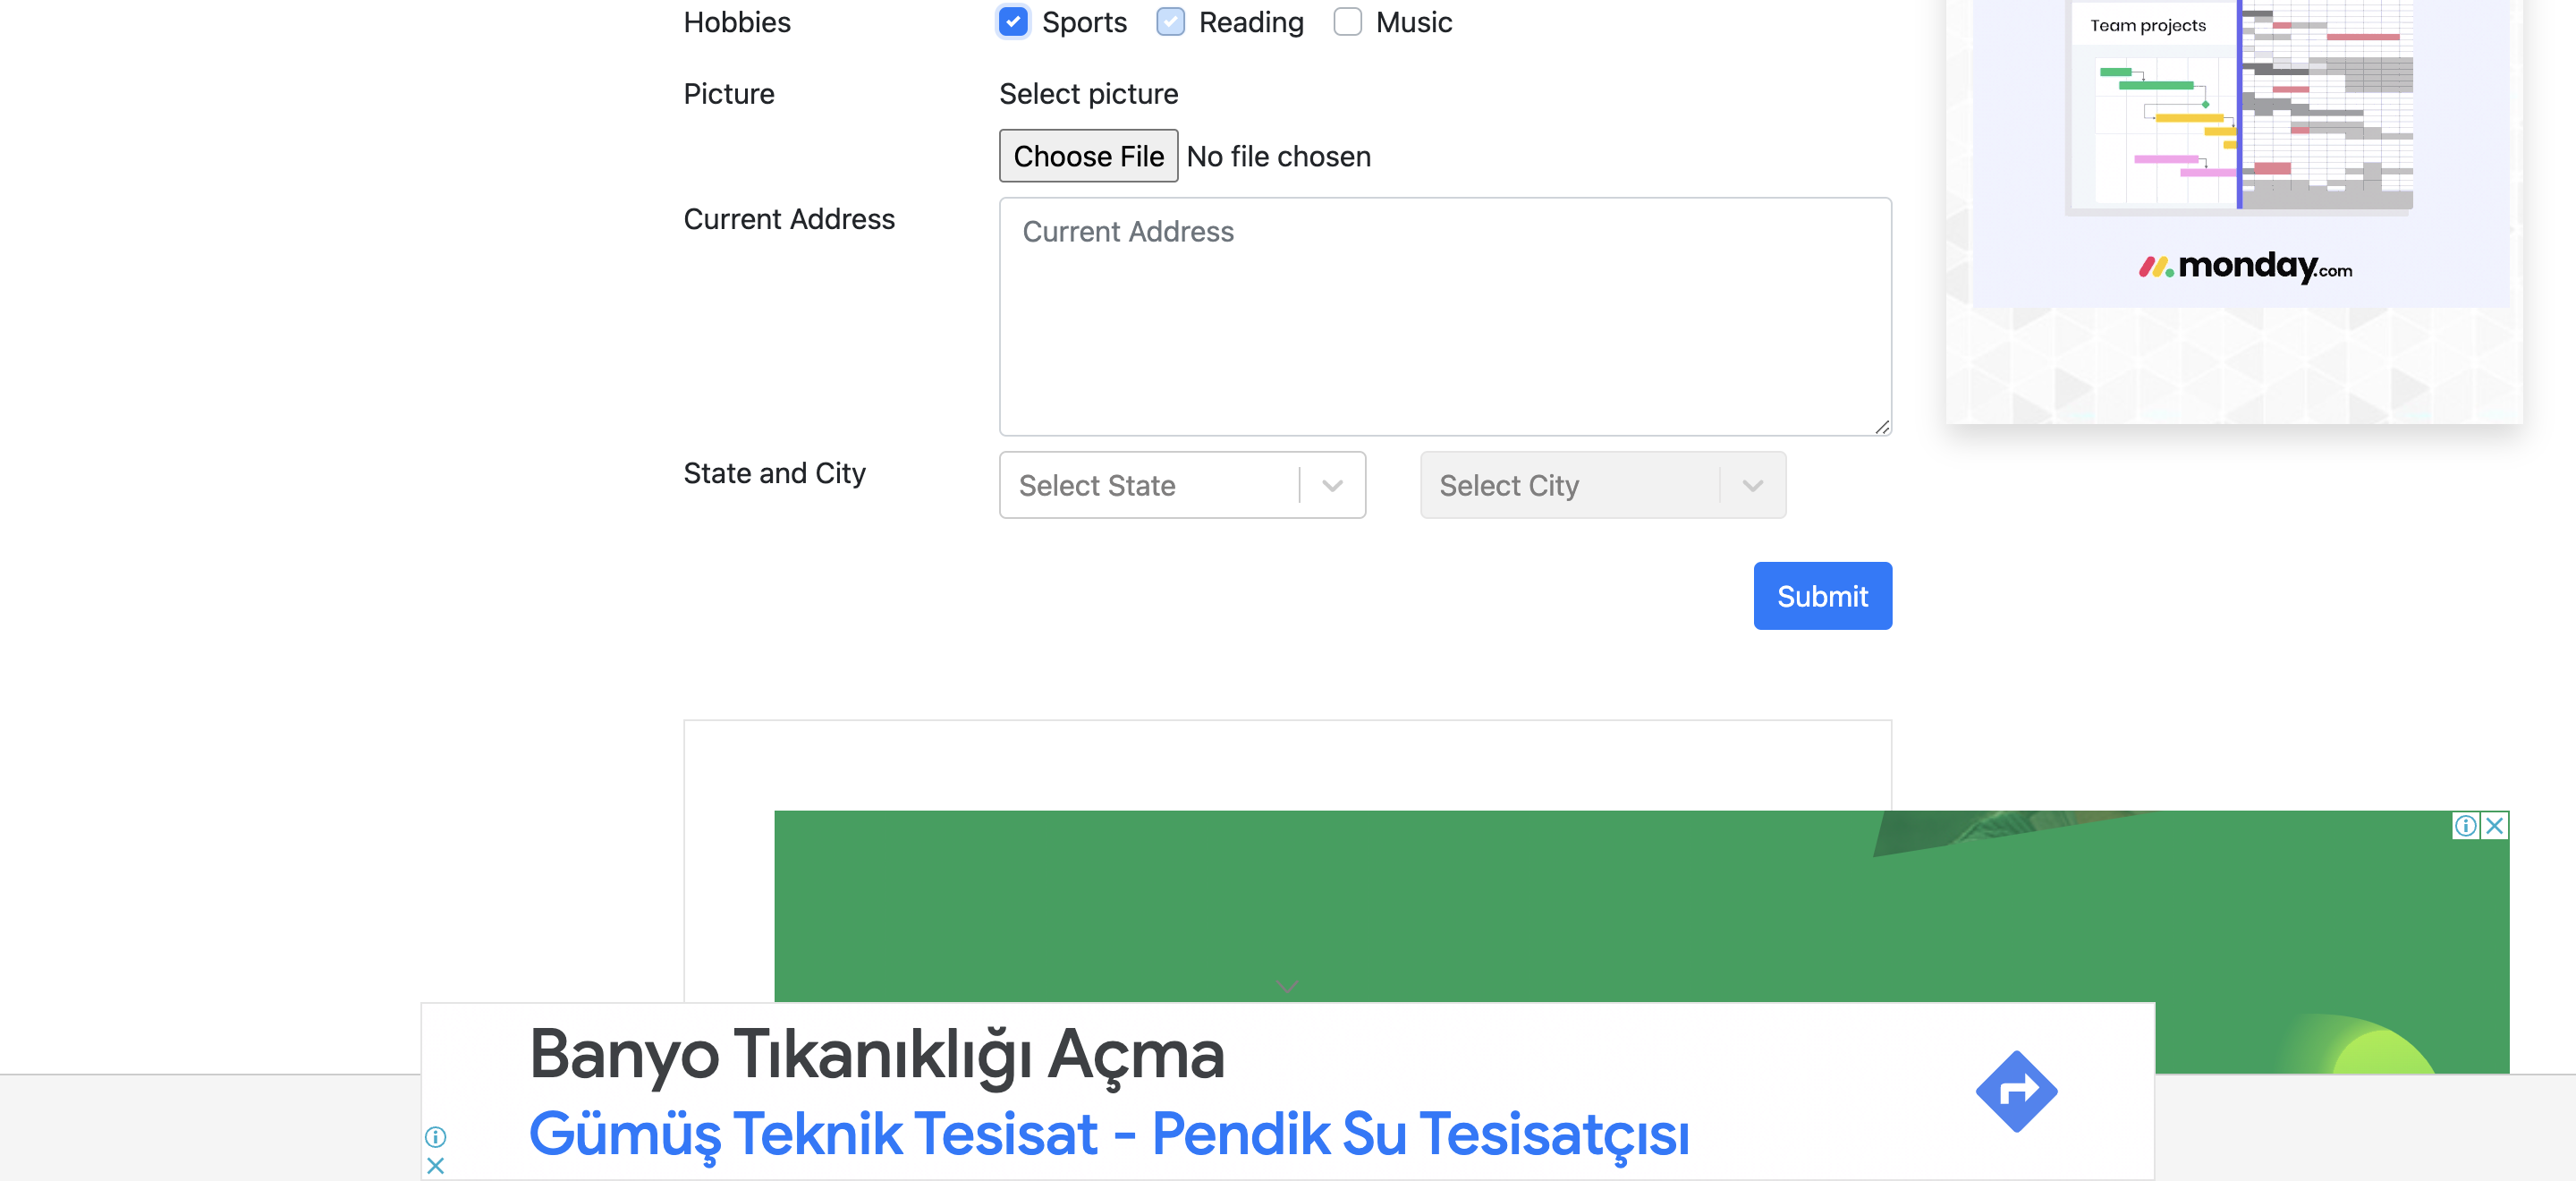 Hobbies Sports Reading Music
Picture Select picture
Choose File No file chosen
Current Address Current Address
State and City Select State Select City
Submit
Team projects
monday.com
Banyo Tıkanıklığı Açma
Gümüş Teknik Tesisat - Pendik Su Tesisatçısı